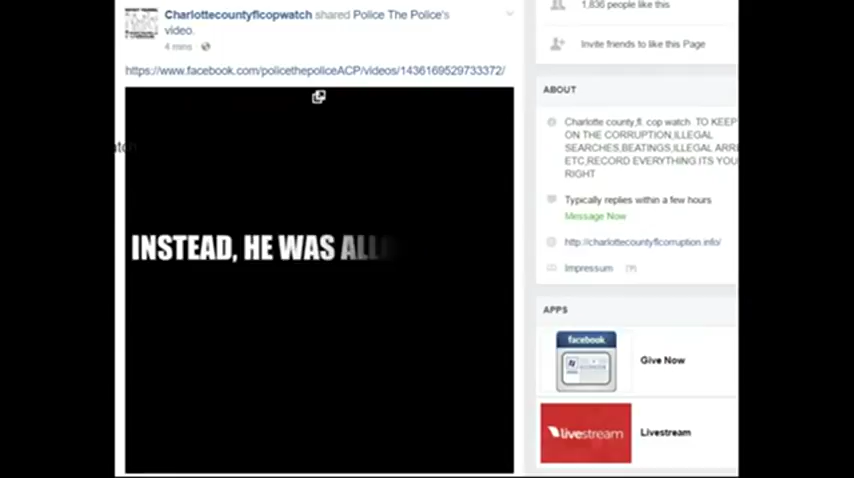 Charlottecountyflcopwatch shared Police The Police's
video.
4 mins
https://www.facebook.com/policethepoliceACP/videos/1436169529733372/
INSTEAD, HE WAS
1,836 people like this
Invite friends to like this Page
ABOUT
Charlotte county,fl. cop watch TO KEEP
ON THE CORRUPTION,ILLEGAL
SEARCHES,BEATINGS,ILLEGAL ARR
ETC,RECORD EVERYTHING.ITS YOU
RIGHT
Typically replies within a few hours
Message Now
http://charlottecountyflcorruption.info/
Impressum [?]
APPS
facebook
Give Now
livestream
Livestream